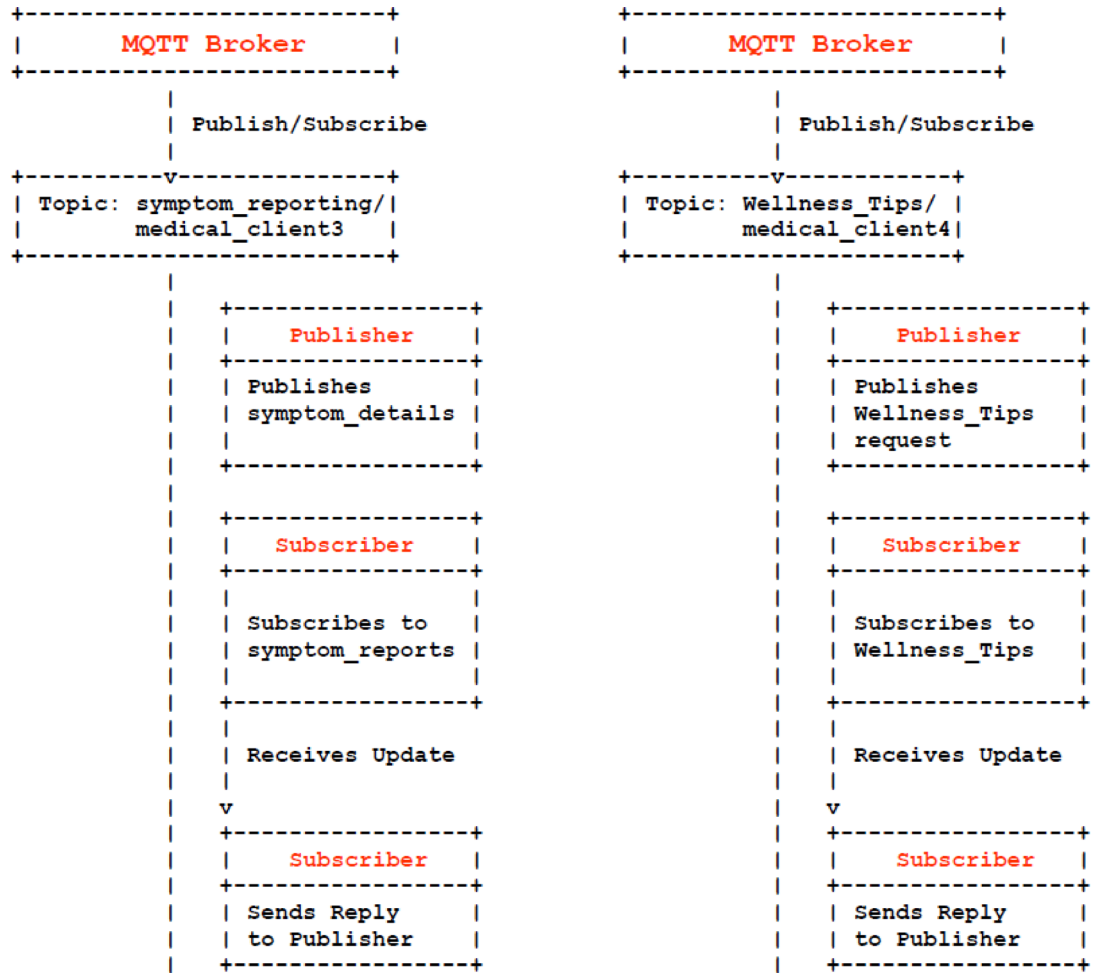 MQTT Broker
Publish/Subscribe
Topic: symptom_reporting/
medical_client3
Publisher
Publishes
symptom_details
Subscriber
Subscribes to
symptom_reports
Receives Update
Subscriber
Sends Reply
to Publisher
MQTT Broker
Publish/Subscribe
Topic: Wellness_Tips/
medical_client4
Publisher
Publishes
Wellness_Tips
request
Subscriber
Subscribes to
Wellness_Tips
Receives Update
Subscriber
Sends Reply
to Publisher